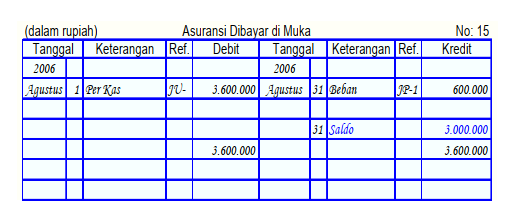 (dalam rupiah) Asuransi Dibayar di Muka No: 15
Tanggal Keterangan Ref. Debit Tanggal Keterangan Ref. Kredit
2006 2006
Agustus 1 Per Kas JU- 3.600.000 Agustus 31 Beban JP-1 600.000
31 Saldo 3.000.000
3.600.000 3.600.000